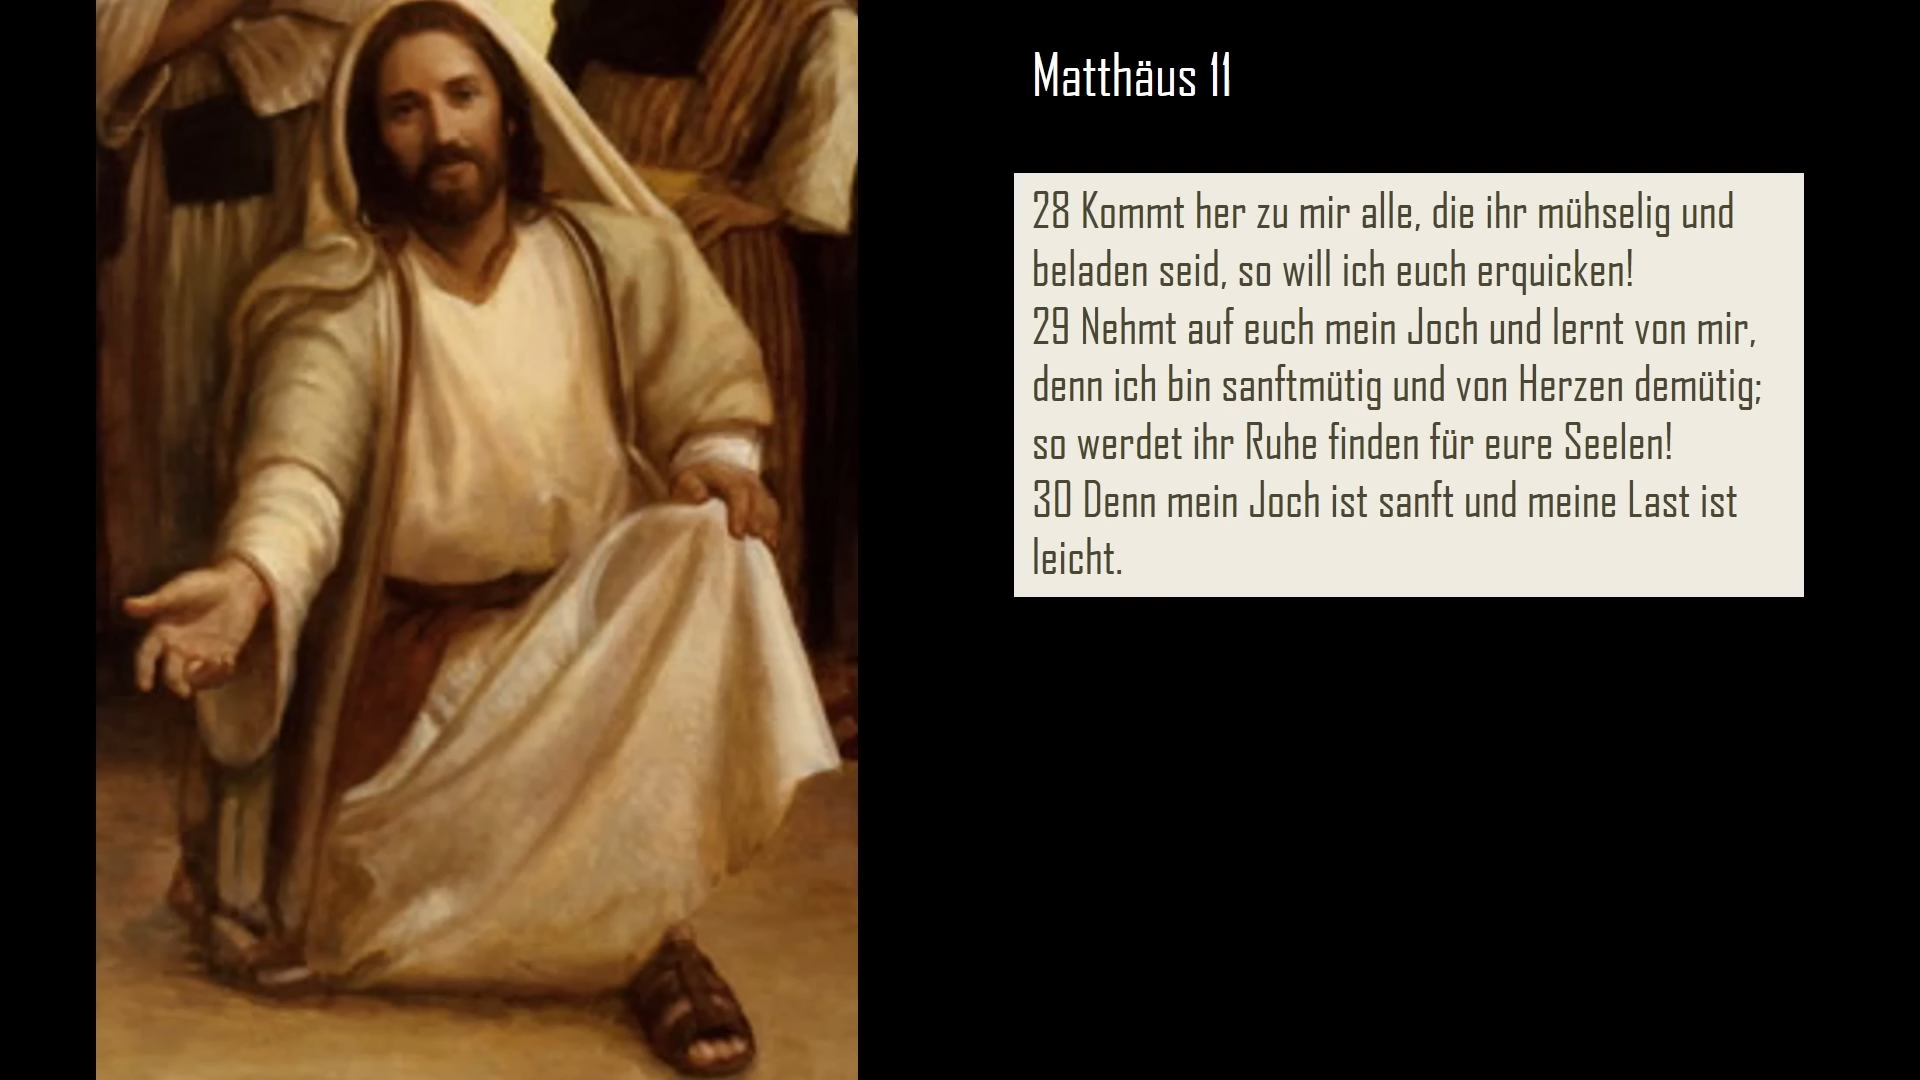 Matthäus 11
28 Kommt her zu mir alle, die ihr mühselig und
beladen seid, so will ich euch erquicken!
29 Nehmt auf euch mein Joch und lernt von mir,
denn ich bin sanftmütig und von Herzen demütig;
so werdet ihr Ruhe finden für eure Seelen!
30 Denn mein Joch ist sanft und meine Last ist
leicht.